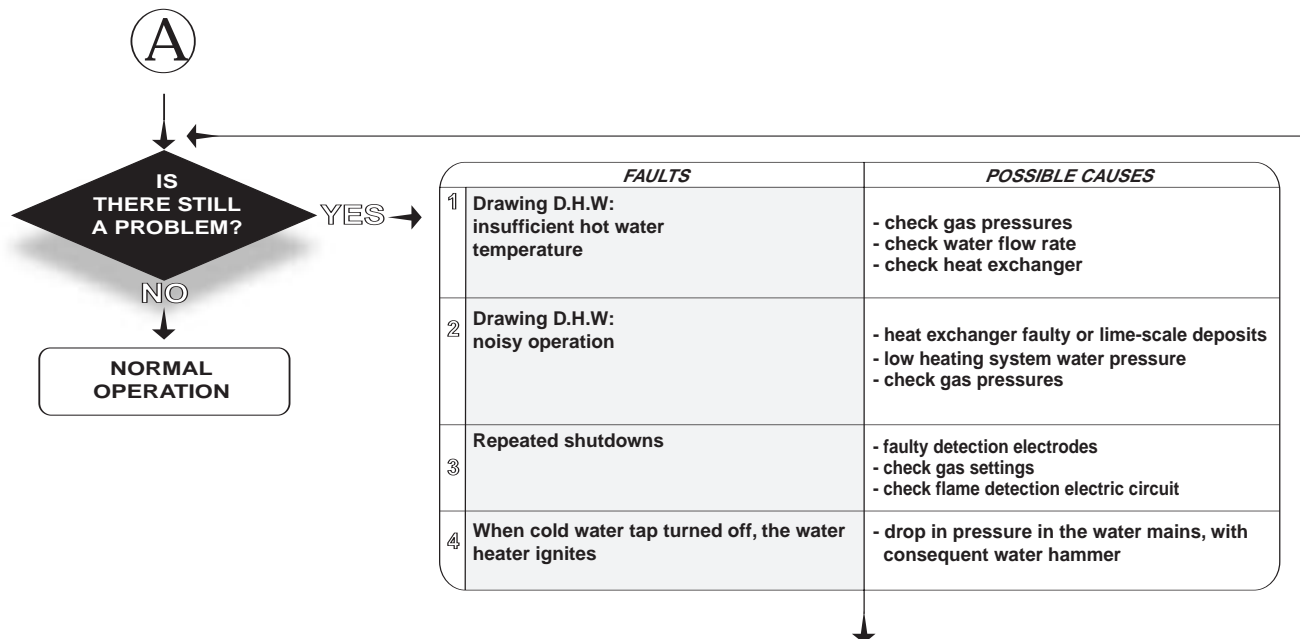 A
IS
THERE STILL
A PROBLEM?
YES
NO
NORMAL
OPERATION
FAULTS
POSSIBLE CAUSES
1
Drawing D.H.W:
insufficient hot water
temperature
- check gas pressures
- check water flow rate
- check heat exchanger
2
Drawing D.H.W:
noisy operation
- heat exchanger faulty or lime-scale deposits
- low heating system water pressure
- check gas pressures
3
Repeated shutdowns
- faulty detection electrodes
- check gas settings
- check flame detection electric circuit
4
When cold water tap turned off, the water
heater ignites
- drop in pressure in the water mains, with
consequent water hammer